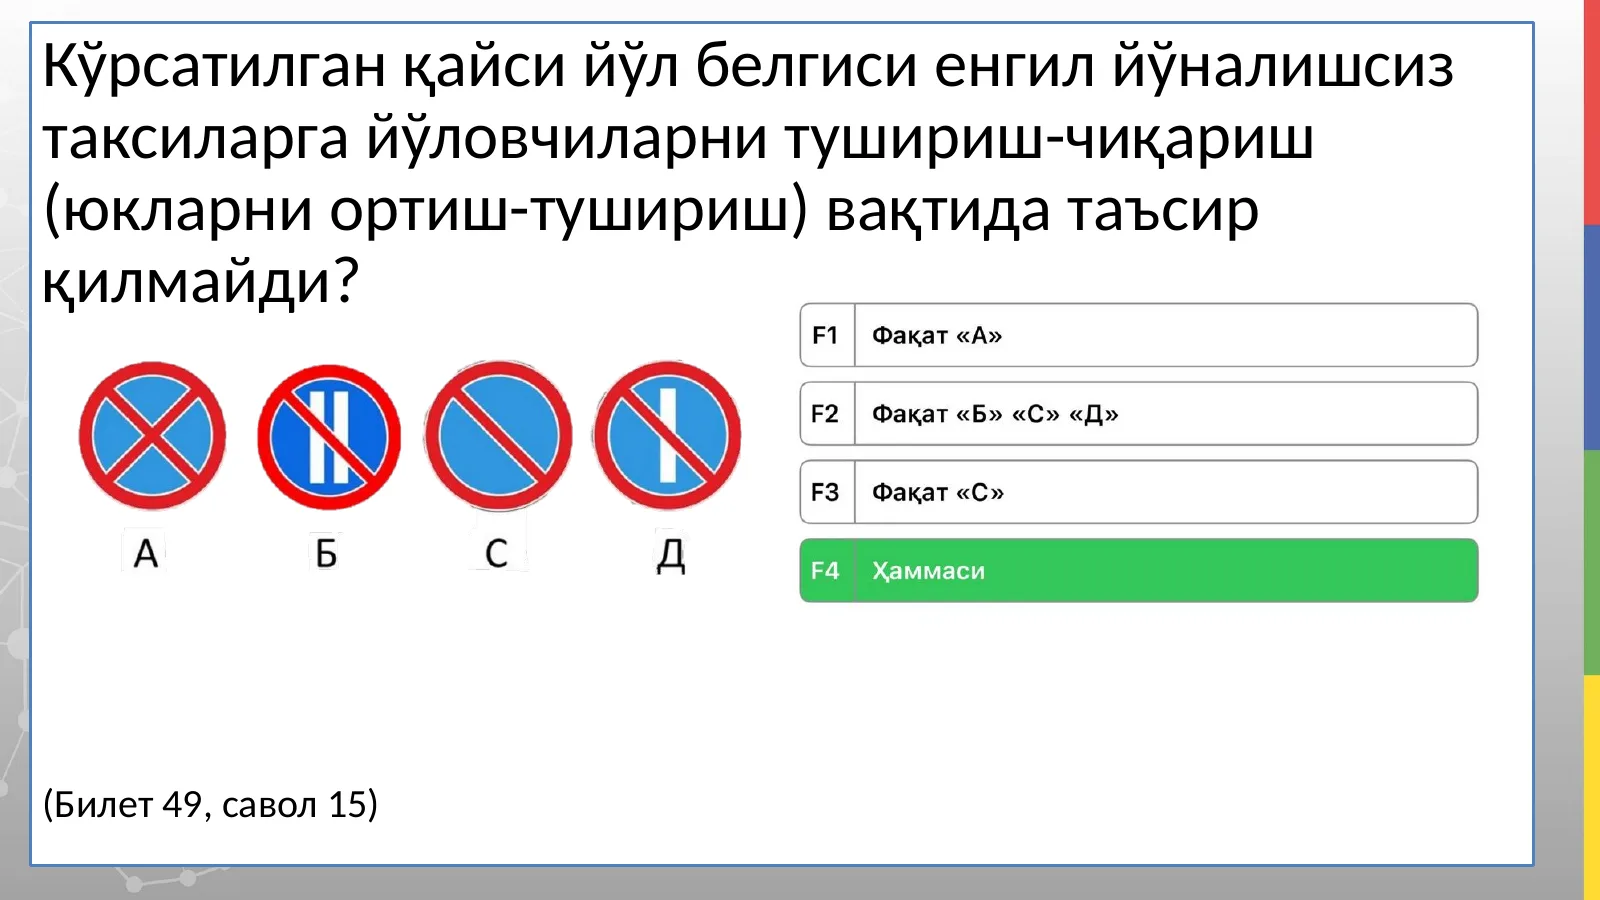 Кўрсатилган қайси йўл белгиси енгил йўналишсиз
таксиларга йўловчиларни тушириш-чиқариш
(юкларни ортиш-тушириш) вақтида таъсир
қилмайди?
F1 Фақат «А»
F2 Фақат «Б» «С» «Д»
F3 Фақат «С»
F4 Ҳаммаси
А Б С Д
(Билет 49, савол 15)